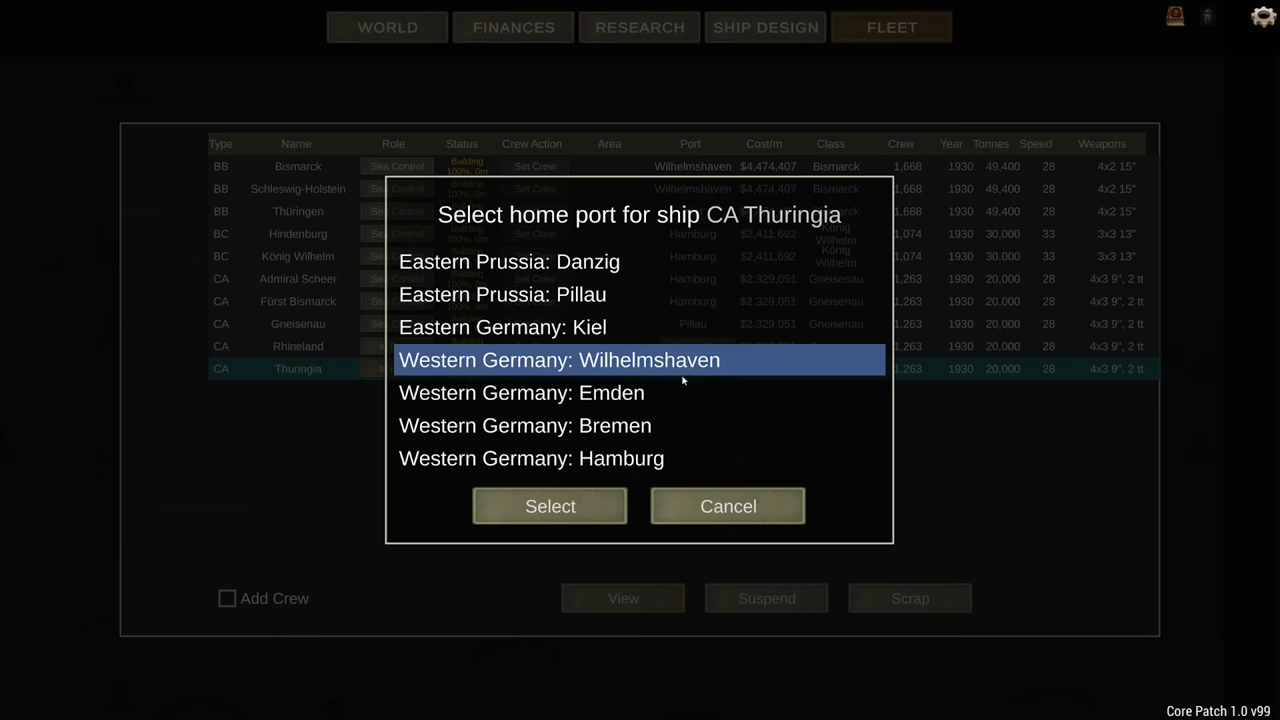 WORLD FINANCES RESEARCH SHIP DESIGN FLEET
Type Name Role Status Crew Action Area Port Cost/m Class Crew Year Tonnes Speed Weapons
BB Bismarck Sea Control Building 100%, 0m Set Crew Wilhelmshaven $4,474,407 Bismarck 1,668 1930 49,400 28 4x2 15"
BB Schleswig-Holstein 1,668 1930 49,400 28 4x2 15"
BB Thüringen 1,668 1930 49,400 28 4x2 15"
BC Hindenburg Hamburg $2,411,692 König Wilhelm 1,074 1930 30,000 33 3x3 13"
BC König Wilhelm Hamburg $2,411,692 König Wilhelm 1,074 1930 30,000 33 3x3 13"
CA Admiral Scheer Hamburg $2,329,051 Gneisenau 1,263 1930 20,000 28 4x3 9", 2 tt
CA Fürst Bismarck Hamburg $2,329,051 Gneisenau 1,263 1930 20,000 28 4x3 9", 2 tt
CA Gneisenau Pillau $2,329,051 Gneisenau 1,263 1930 20,000 28 4x3 9", 2 tt
CA Rhineland 1,263 1930 20,000 28 4x3 9", 2 tt
CA Thuringia 1,263 1930 20,000 28 4x3 9", 2 tt
Select home port for ship CA Thuringia
Eastern Prussia: Danzig
Eastern Prussia: Pillau
Eastern Germany: Kiel
Western Germany: Wilhelmshaven
Western Germany: Emden
Western Germany: Bremen
Western Germany: Hamburg
Select Cancel
Add Crew View Suspend Scrap
Core Patch 1.0 v99